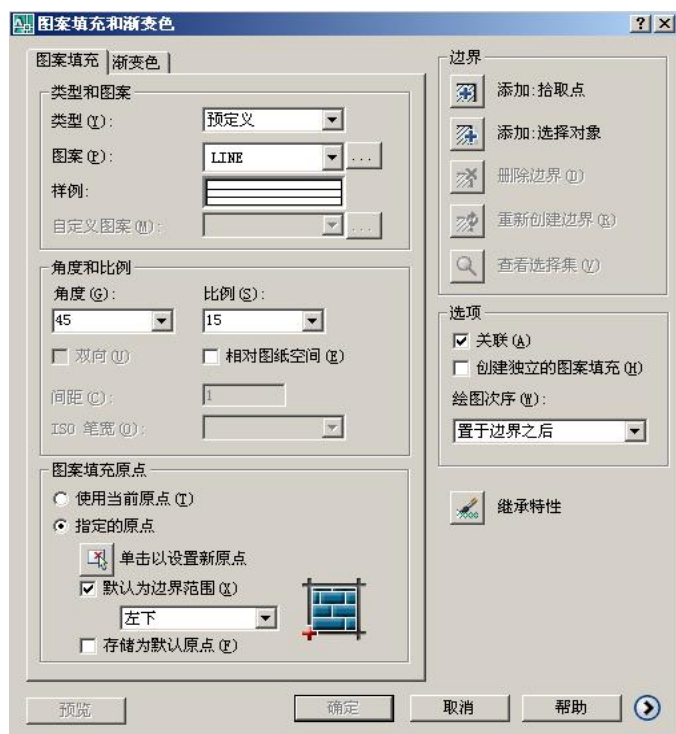 图案填充和渐变色
图案填充 渐变色
类型和图案
类型(Y): 预定义
图案(P): LINE ...
样例:
自定义图案(M): ...
角度和比例
角度(G): 比例(S):
45 15
双向(U) 相对图纸空间(E)
间距(C): 1
ISO 笔宽(O):
图案填充原点
使用当前原点(T)
指定的原点
单击以设置新原点
默认为边界范围(X)
左下
存储为默认原点(F)
边界
添加:拾取点
添加:选择对象
删除边界(D)
重新创建边界(R)
查看选择集(V)
选项
关联(A)
创建独立的图案填充(H)
绘图次序(W):
置于边界之后
继承特性
预览 确定 取消 帮助